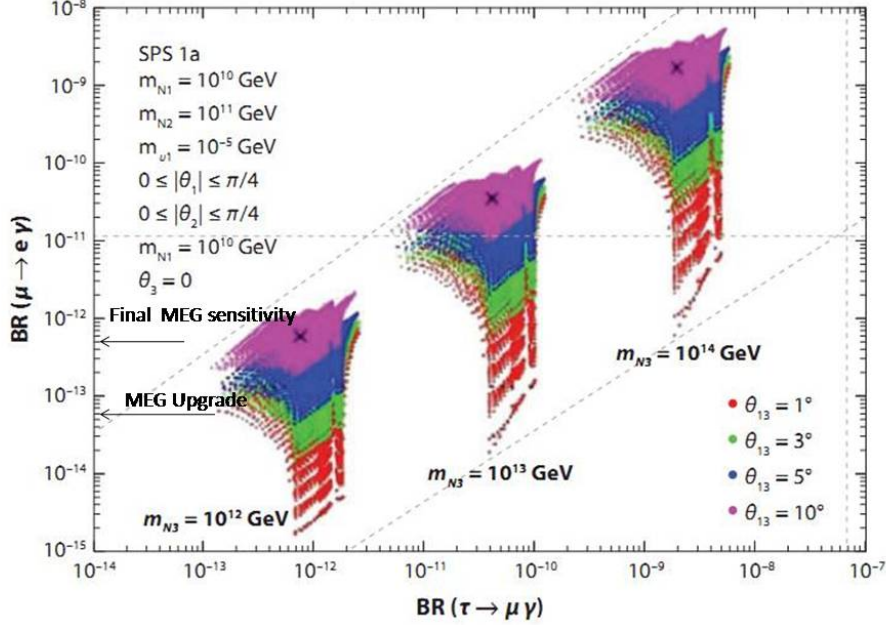 10⁻⁸
10⁻⁹
10⁻¹⁰
10⁻¹¹
10⁻¹²
10⁻¹³
10⁻¹⁴
10⁻¹⁵
BR (μ → e γ)
SPS 1a
m_N1 = 10¹⁰ GeV
m_N2 = 10¹¹ GeV
m_υ1 = 10⁻⁵ GeV
0 ≤ |θ₁| ≤ π/4
0 ≤ |θ₂| ≤ π/4
m_N1 = 10¹⁰ GeV
θ₃ = 0
Final MEG sensitivity
MEG Upgrade
m_N3 = 10¹² GeV
m_N3 = 10¹³ GeV
m_N3 = 10¹⁴ GeV
θ₁₃ = 1°
θ₁₃ = 3°
θ₁₃ = 5°
θ₁₃ = 10°
10⁻¹⁴ 10⁻¹³ 10⁻¹² 10⁻¹¹ 10⁻¹⁰ 10⁻⁹ 10⁻⁸ 10⁻⁷
BR (τ → μ γ)